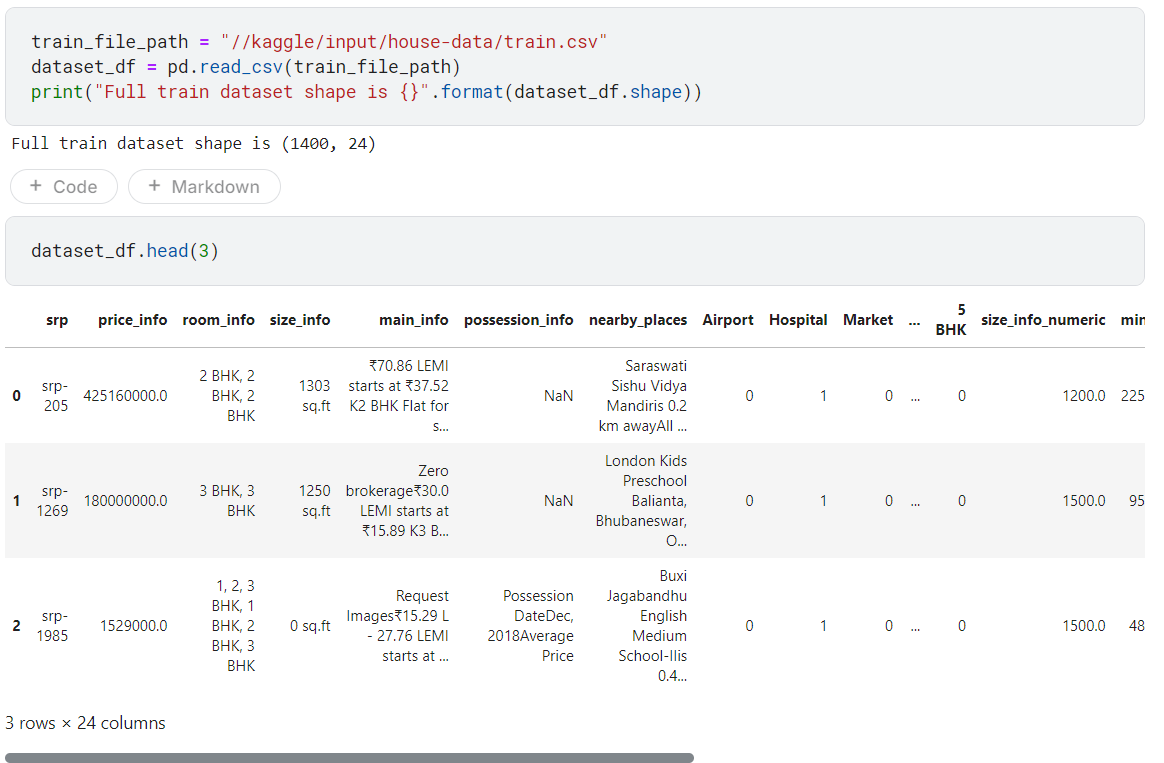 train_file_path = "//kaggle/input/house-data/train.csv"
dataset_df = pd.read_csv(train_file_path)
print("Full train dataset shape is {}".format(dataset_df.shape))
Full train dataset shape is (1400, 24)
+ Code + Markdown
dataset_df.head(3)
srp price_info room_info size_info main_info possession_info nearby_places Airport Hospital Market ... 5 BHK size_info_numeric min
0 srp-205 425160000.0 2 BHK, 2 BHK, 2 BHK 1303 sq.ft ₹70.86 LEMI starts at ₹37.52 K2 BHK Flat for s... NaN Saraswati Sishu Vidya Mandiris 0.2 km awayAll ... 0 1 0 ... 0 1200.0 225
1 srp-1269 180000000.0 3 BHK, 3 BHK 1250 sq.ft Zero brokerage₹30.0 LEMI starts at ₹15.89 K3 B... NaN London Kids Preschool Balianta, Bhubaneswar, O... 0 1 0 ... 0 1500.0 95
2 srp-1985 1529000.0 1, 2, 3 BHK, 1 BHK, 2 BHK, 3 BHK 0 sq.ft Request Images₹15.29 L - 27.76 LEMI starts at ... Possession DateDec, 2018Average Price Buxi Jagabandhu English Medium School-IIis 0.4... 0 1 0 ... 0 1500.0 48
3 rows × 24 columns